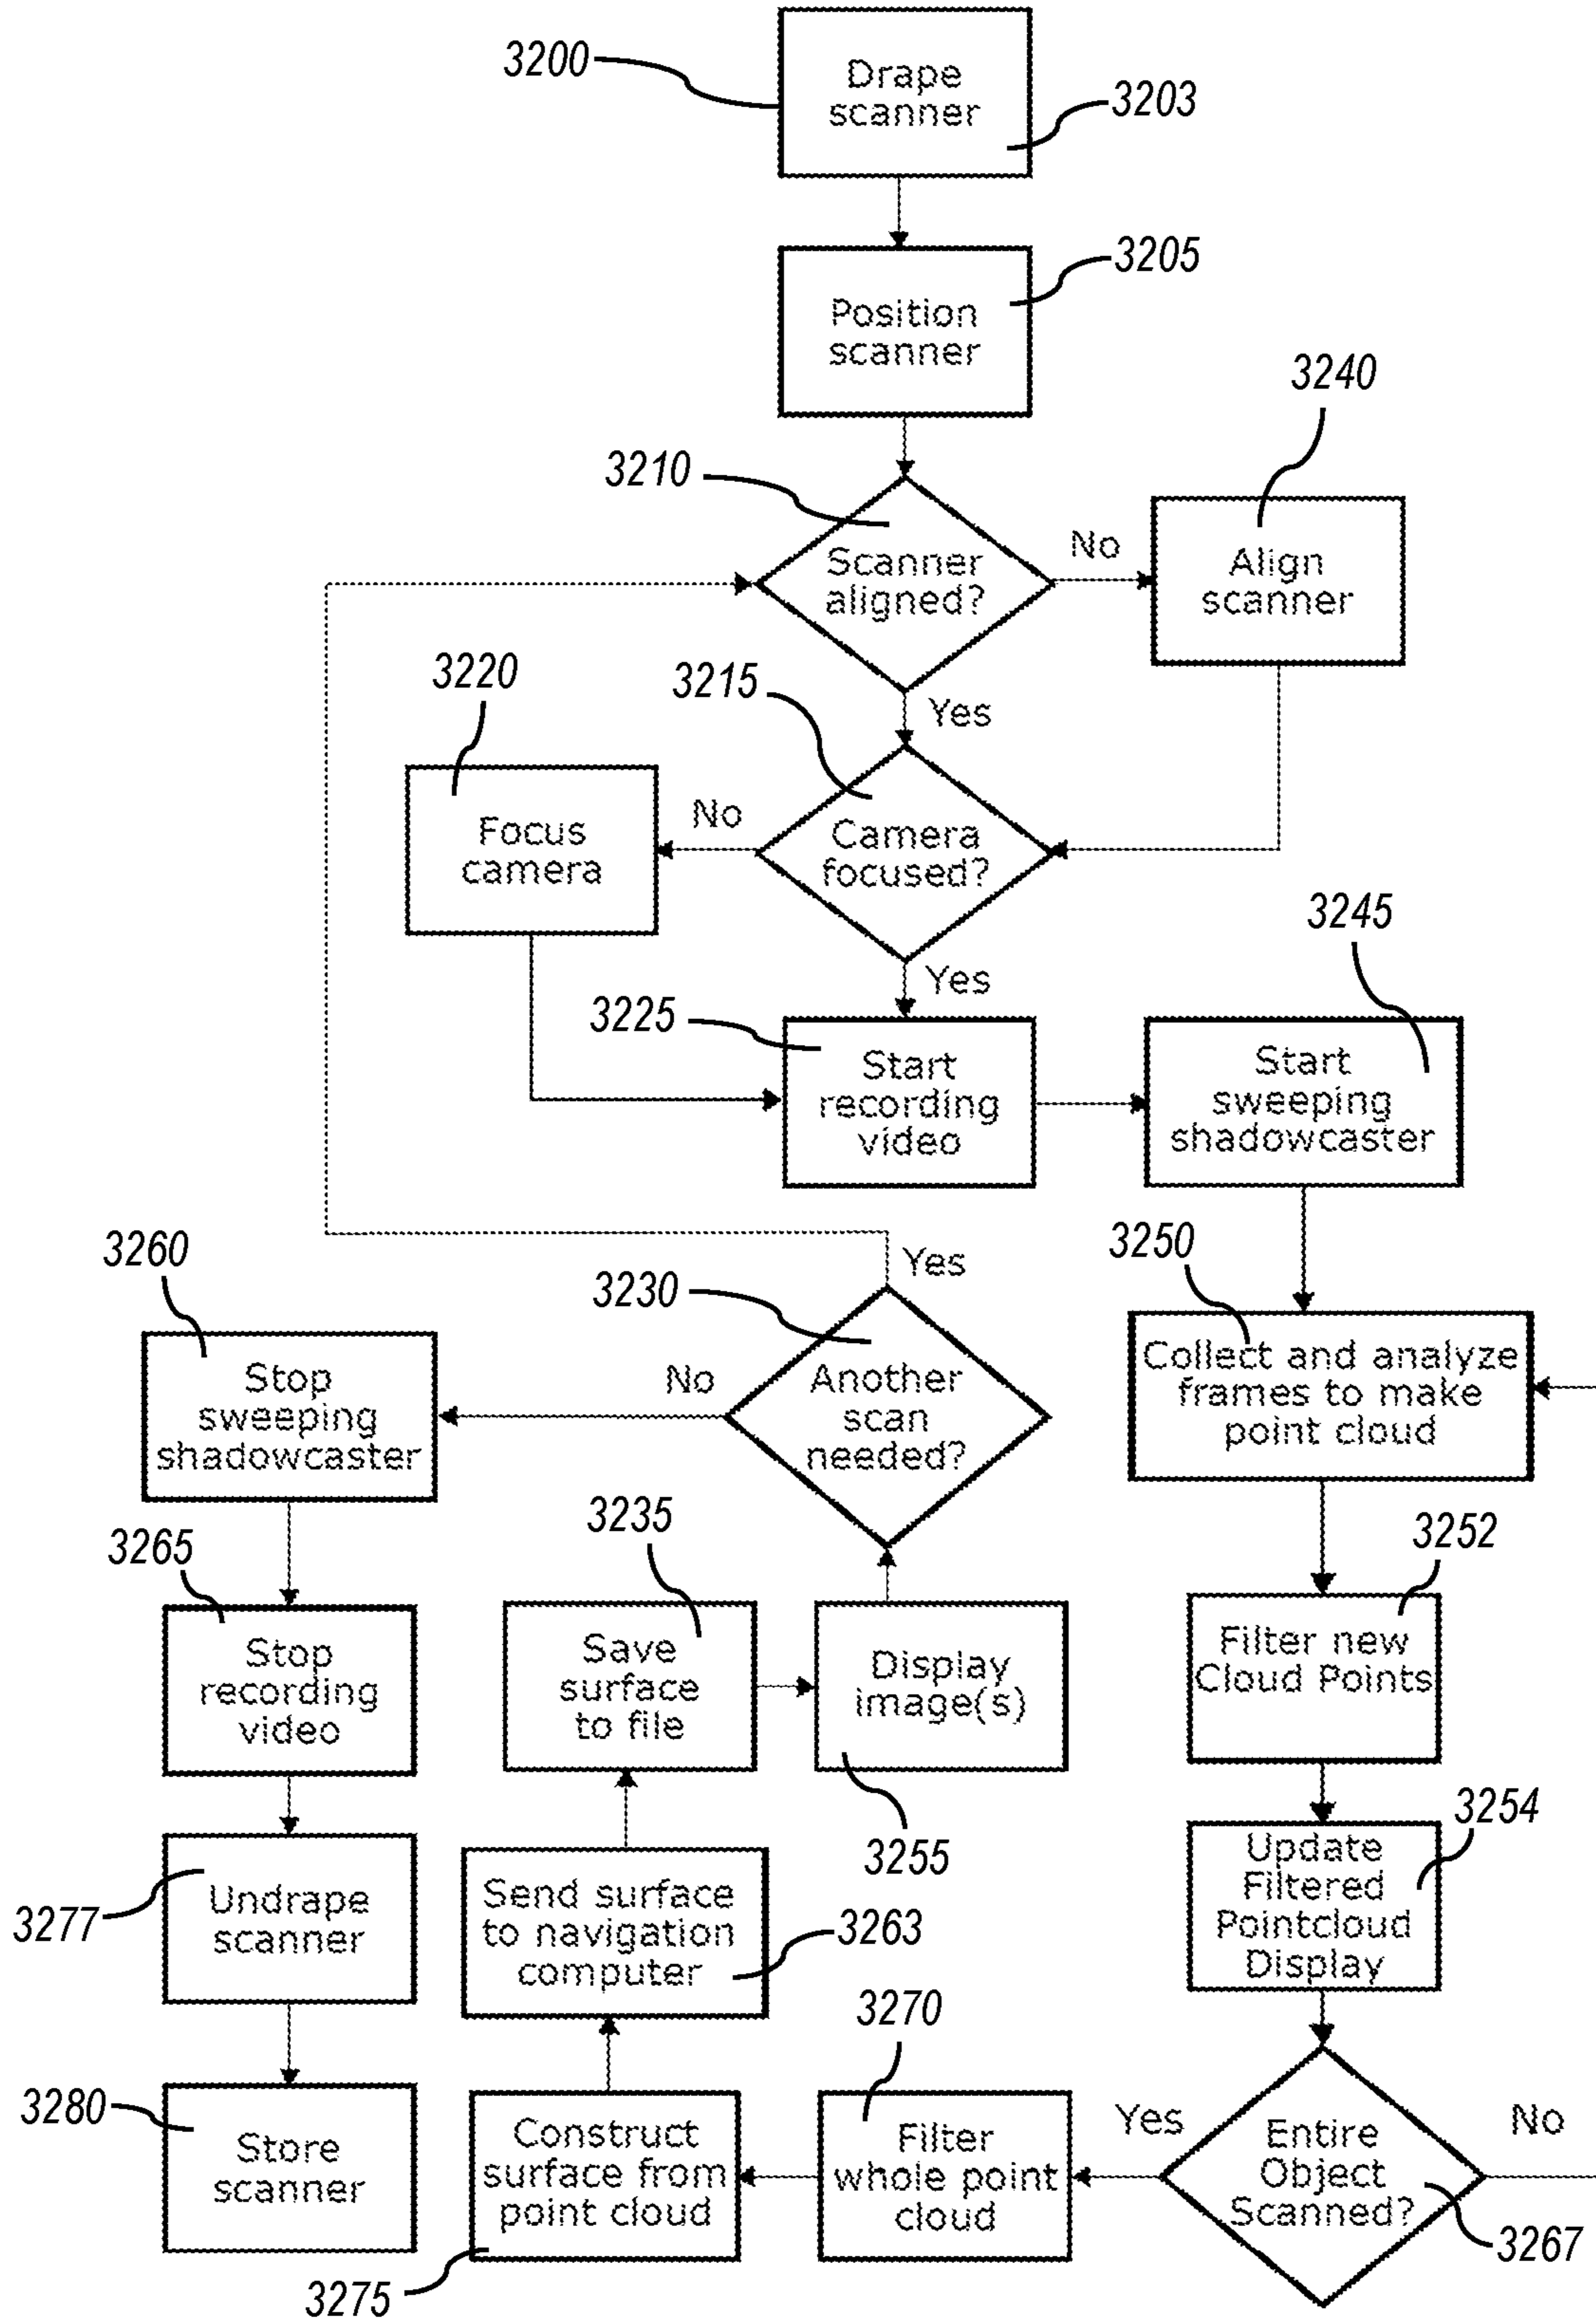 3200
Drape
scanner
3203
3205
Position
scanner
3240
3210
Scanner
aligned?
No
Align
scanner
3220
3215
Yes
Focus
camera
No
Camera
focused?
3245
3225
Yes
Start
recording
video
Start
sweeping
shadowcaster
3260
3230
Yes
3250
Stop
sweeping
shadowcaster
No
Another
scan
needed?
Collect and analyze
frames to make
point cloud
3265
3235
3252
Stop
recording
video
Save
surface
to file
Display
image(s)
Filter new
Cloud Points
3255
3254
3277
Undrape
scanner
Send surface
to navigation
computer
3263
Update
Filtered
Pointcloud
Display
3270
3280
Store
scanner
Construct
surface from
point cloud
Filter
whole point
cloud
Yes
Entire
Object
Scanned?
No
3275
3267